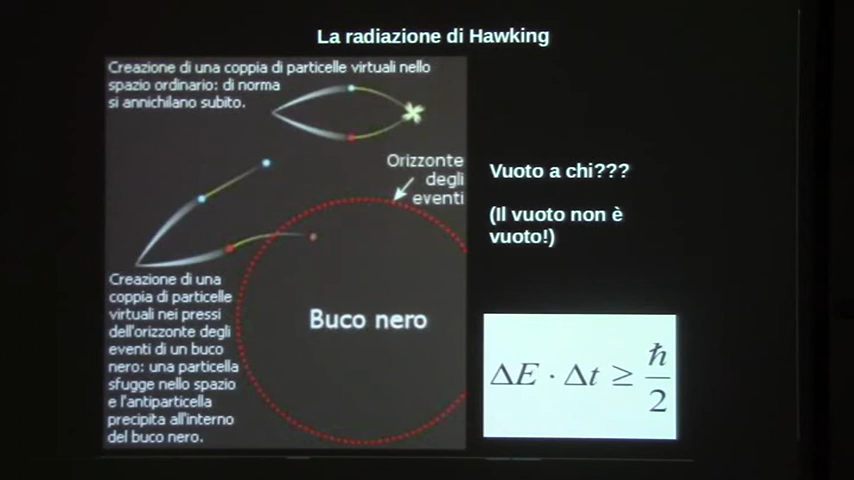 La radiazione di Hawking
Creazione di una coppia di particelle virtuali nello
spazio ordinario: di norma
si annichilano subito.
Orizzonte
degli
eventi
Vuoto a chi???
(Il vuoto non è
vuoto!)
Creazione di una
coppia di particelle
virtuali nei pressi
dell'orizzonte degli
eventi di un buco
nero: una particella
sfugge nello spazio
e l'antiparticella
precipita all'interno
del buco nero.
Buco nero
ΔE · Δt ≥ ℏ/2